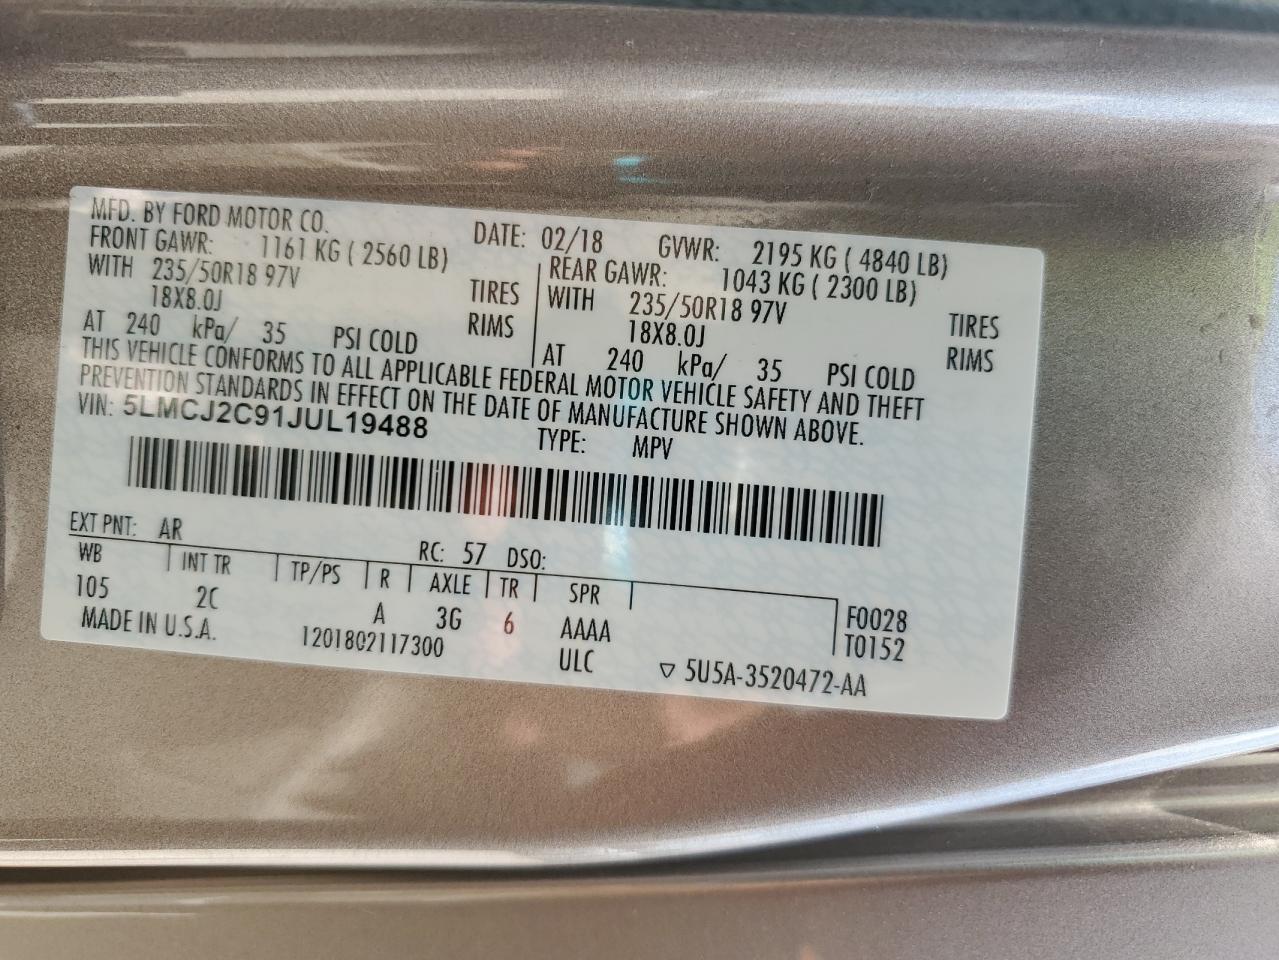 MFD. BY FORD MOTOR CO. DATE: 02/18 GVWR: 2195 KG ( 4840 LB)
FRONT GAWR: 1161 KG ( 2560 LB) REAR GAWR: 1043 KG ( 2300 LB)
WITH 235/50R18 97V TIRES WITH 235/50R18 97V TIRES
18X8.0J RIMS 18X8.0J RIMS
AT 240 kPa/ 35 PSI COLD AT 240 kPa/ 35 PSI COLD
THIS VEHICLE CONFORMS TO ALL APPLICABLE FEDERAL MOTOR VEHICLE SAFETY AND THEFT
PREVENTION STANDARDS IN EFFECT ON THE DATE OF MANUFACTURE SHOWN ABOVE.
VIN: 5LMCJ2C91JUL19488 TYPE: MPV
EXT PNT: AR RC: 57 DSO:
WB INT TR TP/PS R AXLE TR SPR F0028
105 2C A 3G 6 AAAA T0152
MADE IN U.S.A. 1201802117300 ULC ▽ 5U5A-3520472-AA